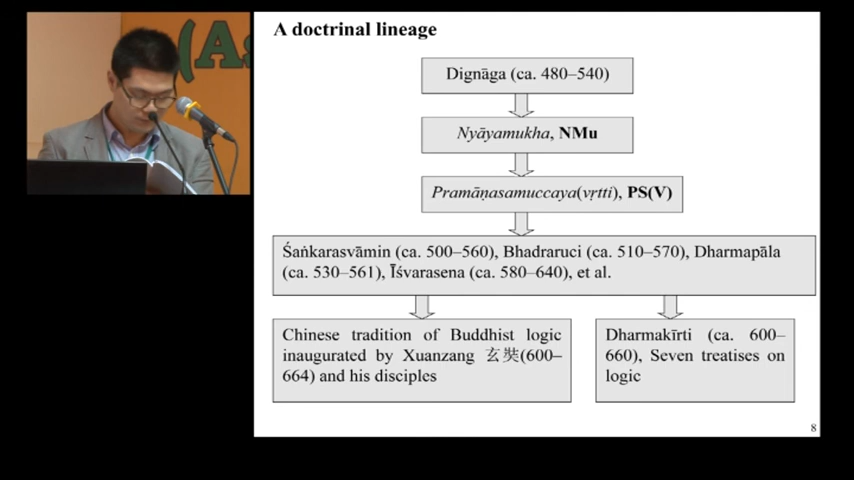 (As
A doctrinal lineage
Dignāga (ca. 480–540)
Nyāyamukha, NMu
Pramāṇasamuccaya(vṛtti), PS(V)
Śaṅkarasvāmin (ca. 500–560), Bhadraruci (ca. 510–570), Dharmapāla
(ca. 530–561), Īśvarasena (ca. 580–640), et al.
Chinese tradition of Buddhist logic
inaugurated by Xuanzang 玄奘(600–
664) and his disciples
Dharmakīrti (ca. 600–
660), Seven treatises on
logic
8